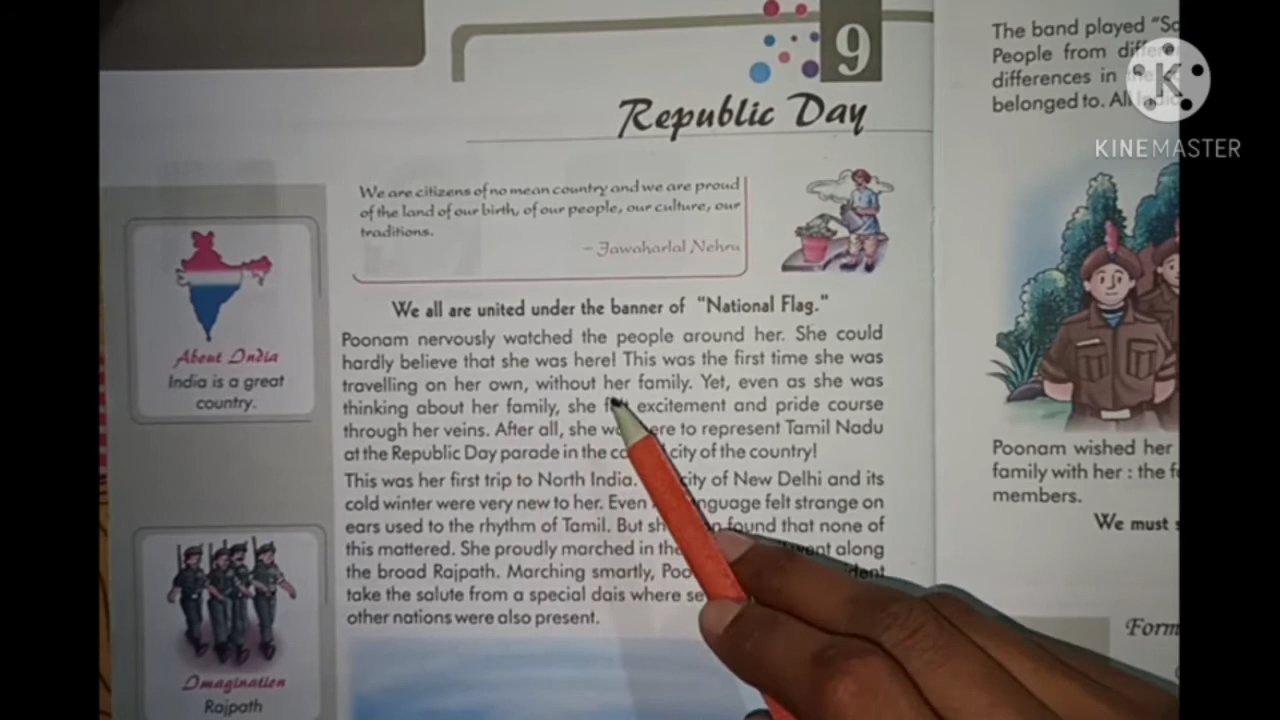 9
Republic Day
We are citizens of no mean country and we are proud
of the land of our birth, of our people, our culture, our
traditions.
– Jawaharlal Nehru
About India
India is a great
country.
Imagination
Rajpath
We all are united under the banner of "National Flag."
Poonam nervously watched the people around her. She could
hardly believe that she was here! This was the first time she was
travelling on her own, without her family. Yet, even as she was
thinking about her family, she excitement and pride course
through her veins. After all, she to represent Tamil Nadu
at the Republic Day parade in the city of the country!
This was her first trip to North India. city of New Delhi and its
cold winter were very new to her. Even felt strange on
ears used to the rhythm of Tamil. But found that none of
this mattered. She proudly marched in the along
the broad Rajpath. Marching smartly,
take the salute from a special dais where
other nations were also present.
The band played
People from
differences in
belonged to.
Poonam wished her
family with her : the
members.
We must
KINEMASTER